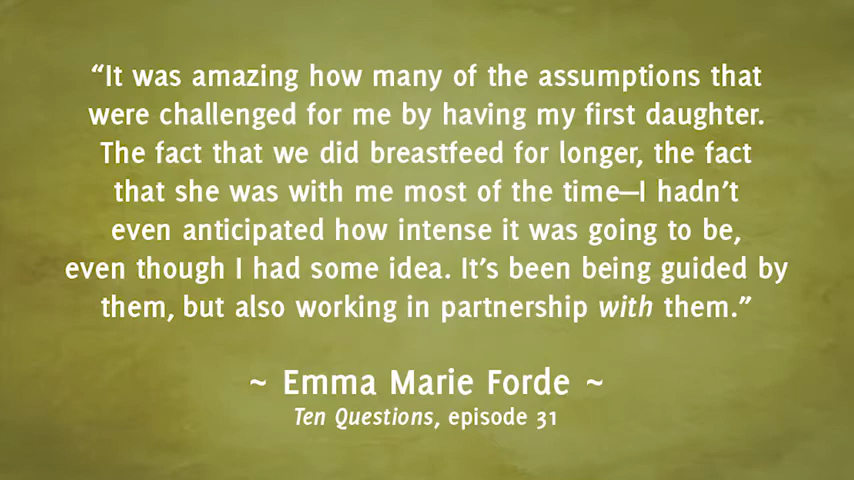 “It was amazing how many of the assumptions that
were challenged for me by having my first daughter.
The fact that we did breastfeed for longer, the fact
that she was with me most of the time—I hadn’t
even anticipated how intense it was going to be,
even though I had some idea. It’s been being guided by
them, but also working in partnership with them.”
~ Emma Marie Forde ~
Ten Questions, episode 31